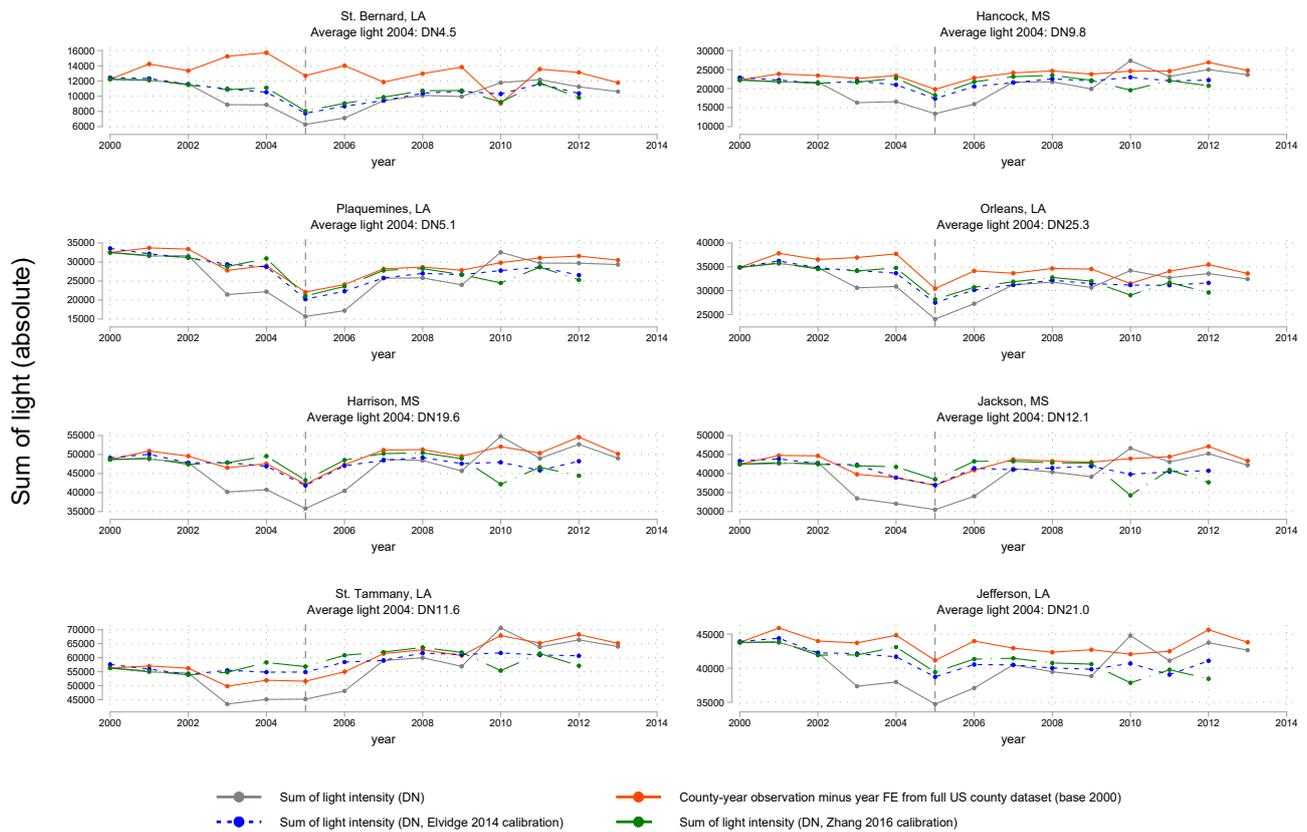 Sum of light (absolute)
St. Bernard, LA
Average light 2004: DN4.5
16000
14000
12000
10000
8000
6000
2000 2002 2004 2006 2008 2010 2012 2014
year
Hancock, MS
Average light 2004: DN9.8
30000
25000
20000
15000
10000
2000 2002 2004 2006 2008 2010 2012 2014
year
Plaquemines, LA
Average light 2004: DN5.1
35000
30000
25000
20000
15000
2000 2002 2004 2006 2008 2010 2012 2014
year
Orleans, LA
Average light 2004: DN25.3
40000
35000
30000
25000
2000 2002 2004 2006 2008 2010 2012 2014
year
Harrison, MS
Average light 2004: DN19.6
55000
50000
45000
40000
35000
2000 2002 2004 2006 2008 2010 2012 2014
year
Jackson, MS
Average light 2004: DN12.1
50000
45000
40000
35000
30000
2000 2002 2004 2006 2008 2010 2012 2014
year
St. Tammany, LA
Average light 2004: DN11.6
70000
65000
60000
55000
50000
45000
2000 2002 2004 2006 2008 2010 2012 2014
year
Jefferson, LA
Average light 2004: DN21.0
45000
40000
35000
2000 2002 2004 2006 2008 2010 2012 2014
year
Sum of light intensity (DN)
County-year observation minus year FE from full US county dataset (base 2000)
Sum of light intensity (DN, Elvidge 2014 calibration)
Sum of light intensity (DN, Zhang 2016 calibration)